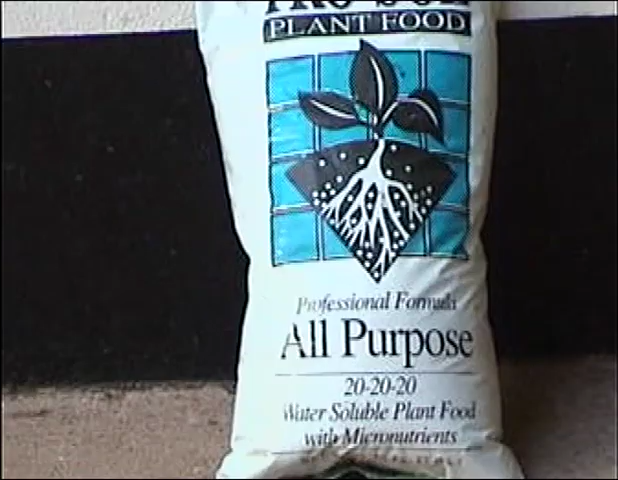 PLANT FOOD
Professional Formula
All Purpose
20-20-20
Water Soluble Plant Food
with Micronutrients